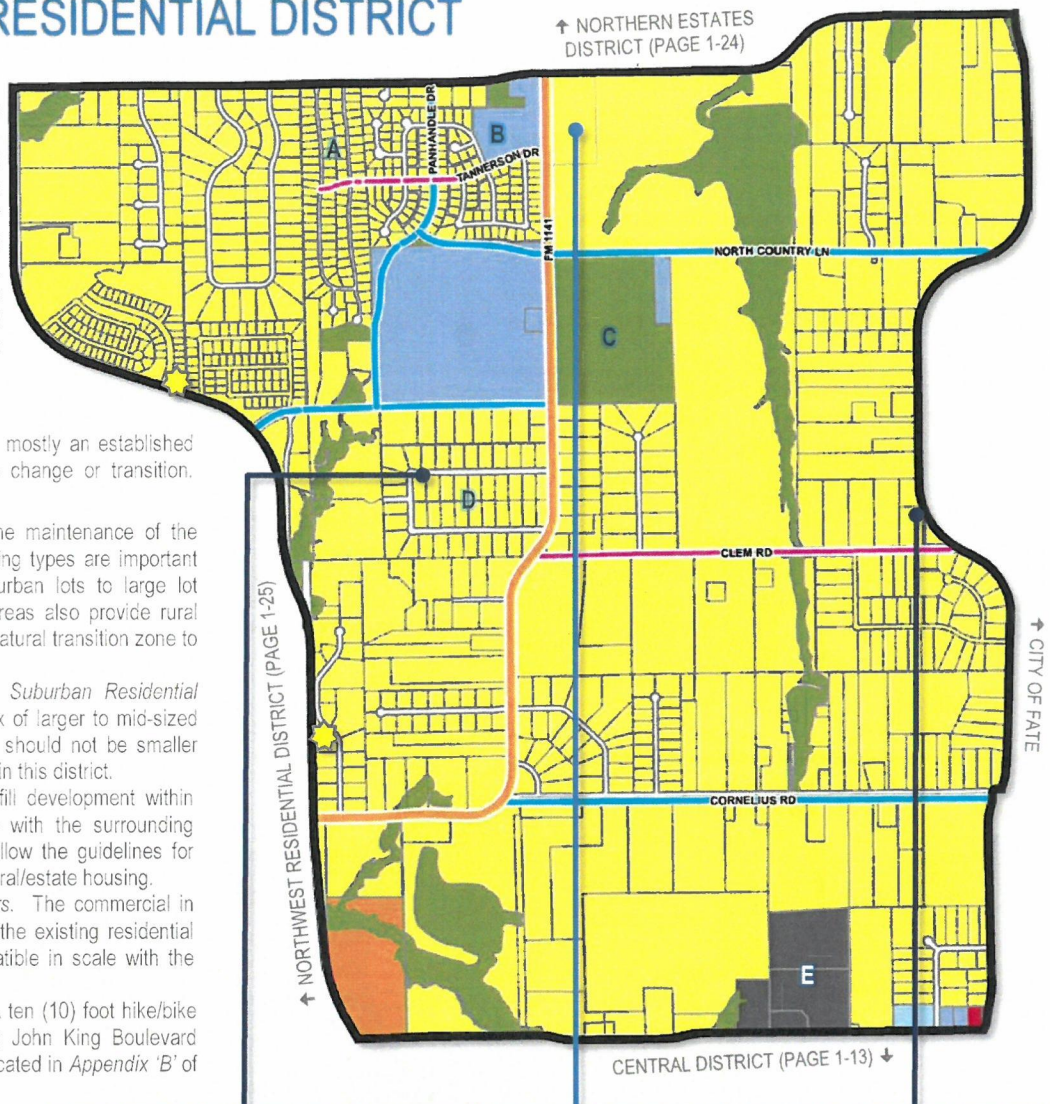 RESIDENTIAL DISTRICT
↑ NORTHERN ESTATES
DISTRICT (PAGE 1-24)
A
PANHANDLE DR
B
TANNERSON DR
FM 1141
NORTH COUNTRY LN
C
mostly an established
change or transition.
D
CLEM RD
he maintenance of the
ing types are important
urban lots to large lot
reas also provide rural
natural transition zone to
Suburban Residential
x of larger to mid-sized
should not be smaller
in this district.
fill development within
with the surrounding
llow the guidelines for
ral/estate housing.
rs. The commercial in
the existing residential
atible in scale with the
ten (10) foot hike/bike
John King Boulevard
cated in Appendix 'B' of
↑ NORTHWEST RESIDENTIAL DISTRICT (PAGE 1-25)
↑ CITY OF FATE
CORNELIUS RD
E
CENTRAL DISTRICT (PAGE 1-13) ↓